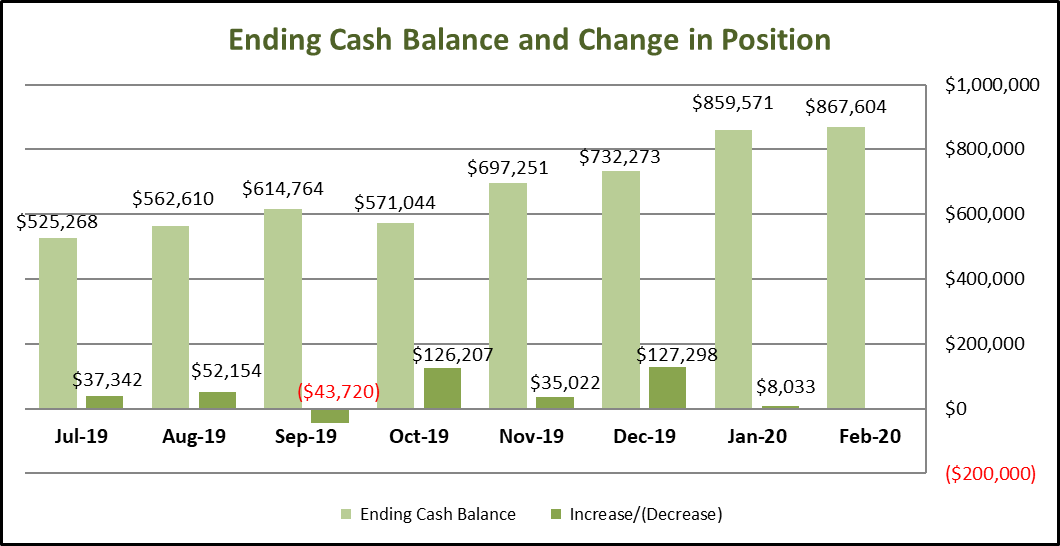 Ending Cash Balance and Change in Position
$1,000,000
$800,000
$600,000
$400,000
$200,000
$0
($200,000)
$525,268
$562,610
$614,764
$571,044
$697,251
$732,273
$859,571
$867,604
$37,342
$52,154
($43,720)
$126,207
$35,022
$127,298
$8,033
Jul-19
Aug-19
Sep-19
Oct-19
Nov-19
Dec-19
Jan-20
Feb-20
Ending Cash Balance
Increase/(Decrease)